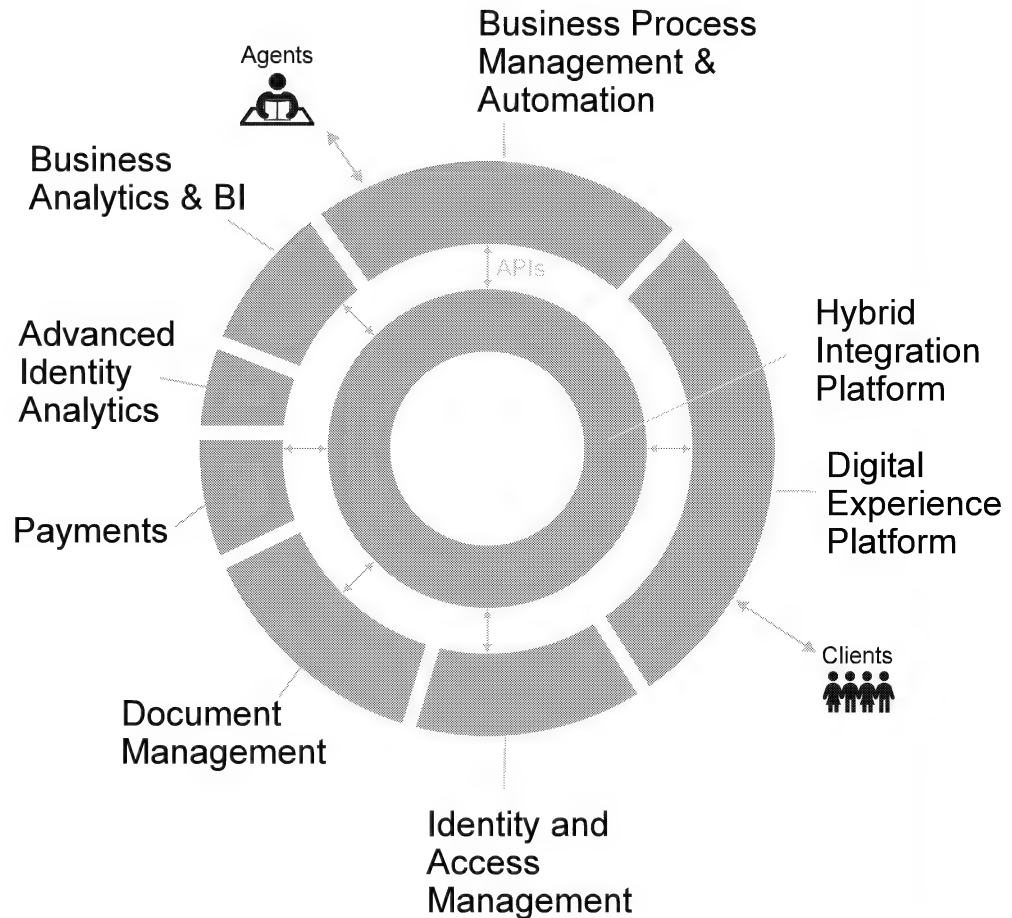 Business Process
Management &
Automation
Agents
Business
Analytics & BI
APIs
Advanced
Identity
Analytics
Hybrid
Integration
Platform
Payments
Digital
Experience
Platform
Clients
Document
Management
Identity and
Access
Management